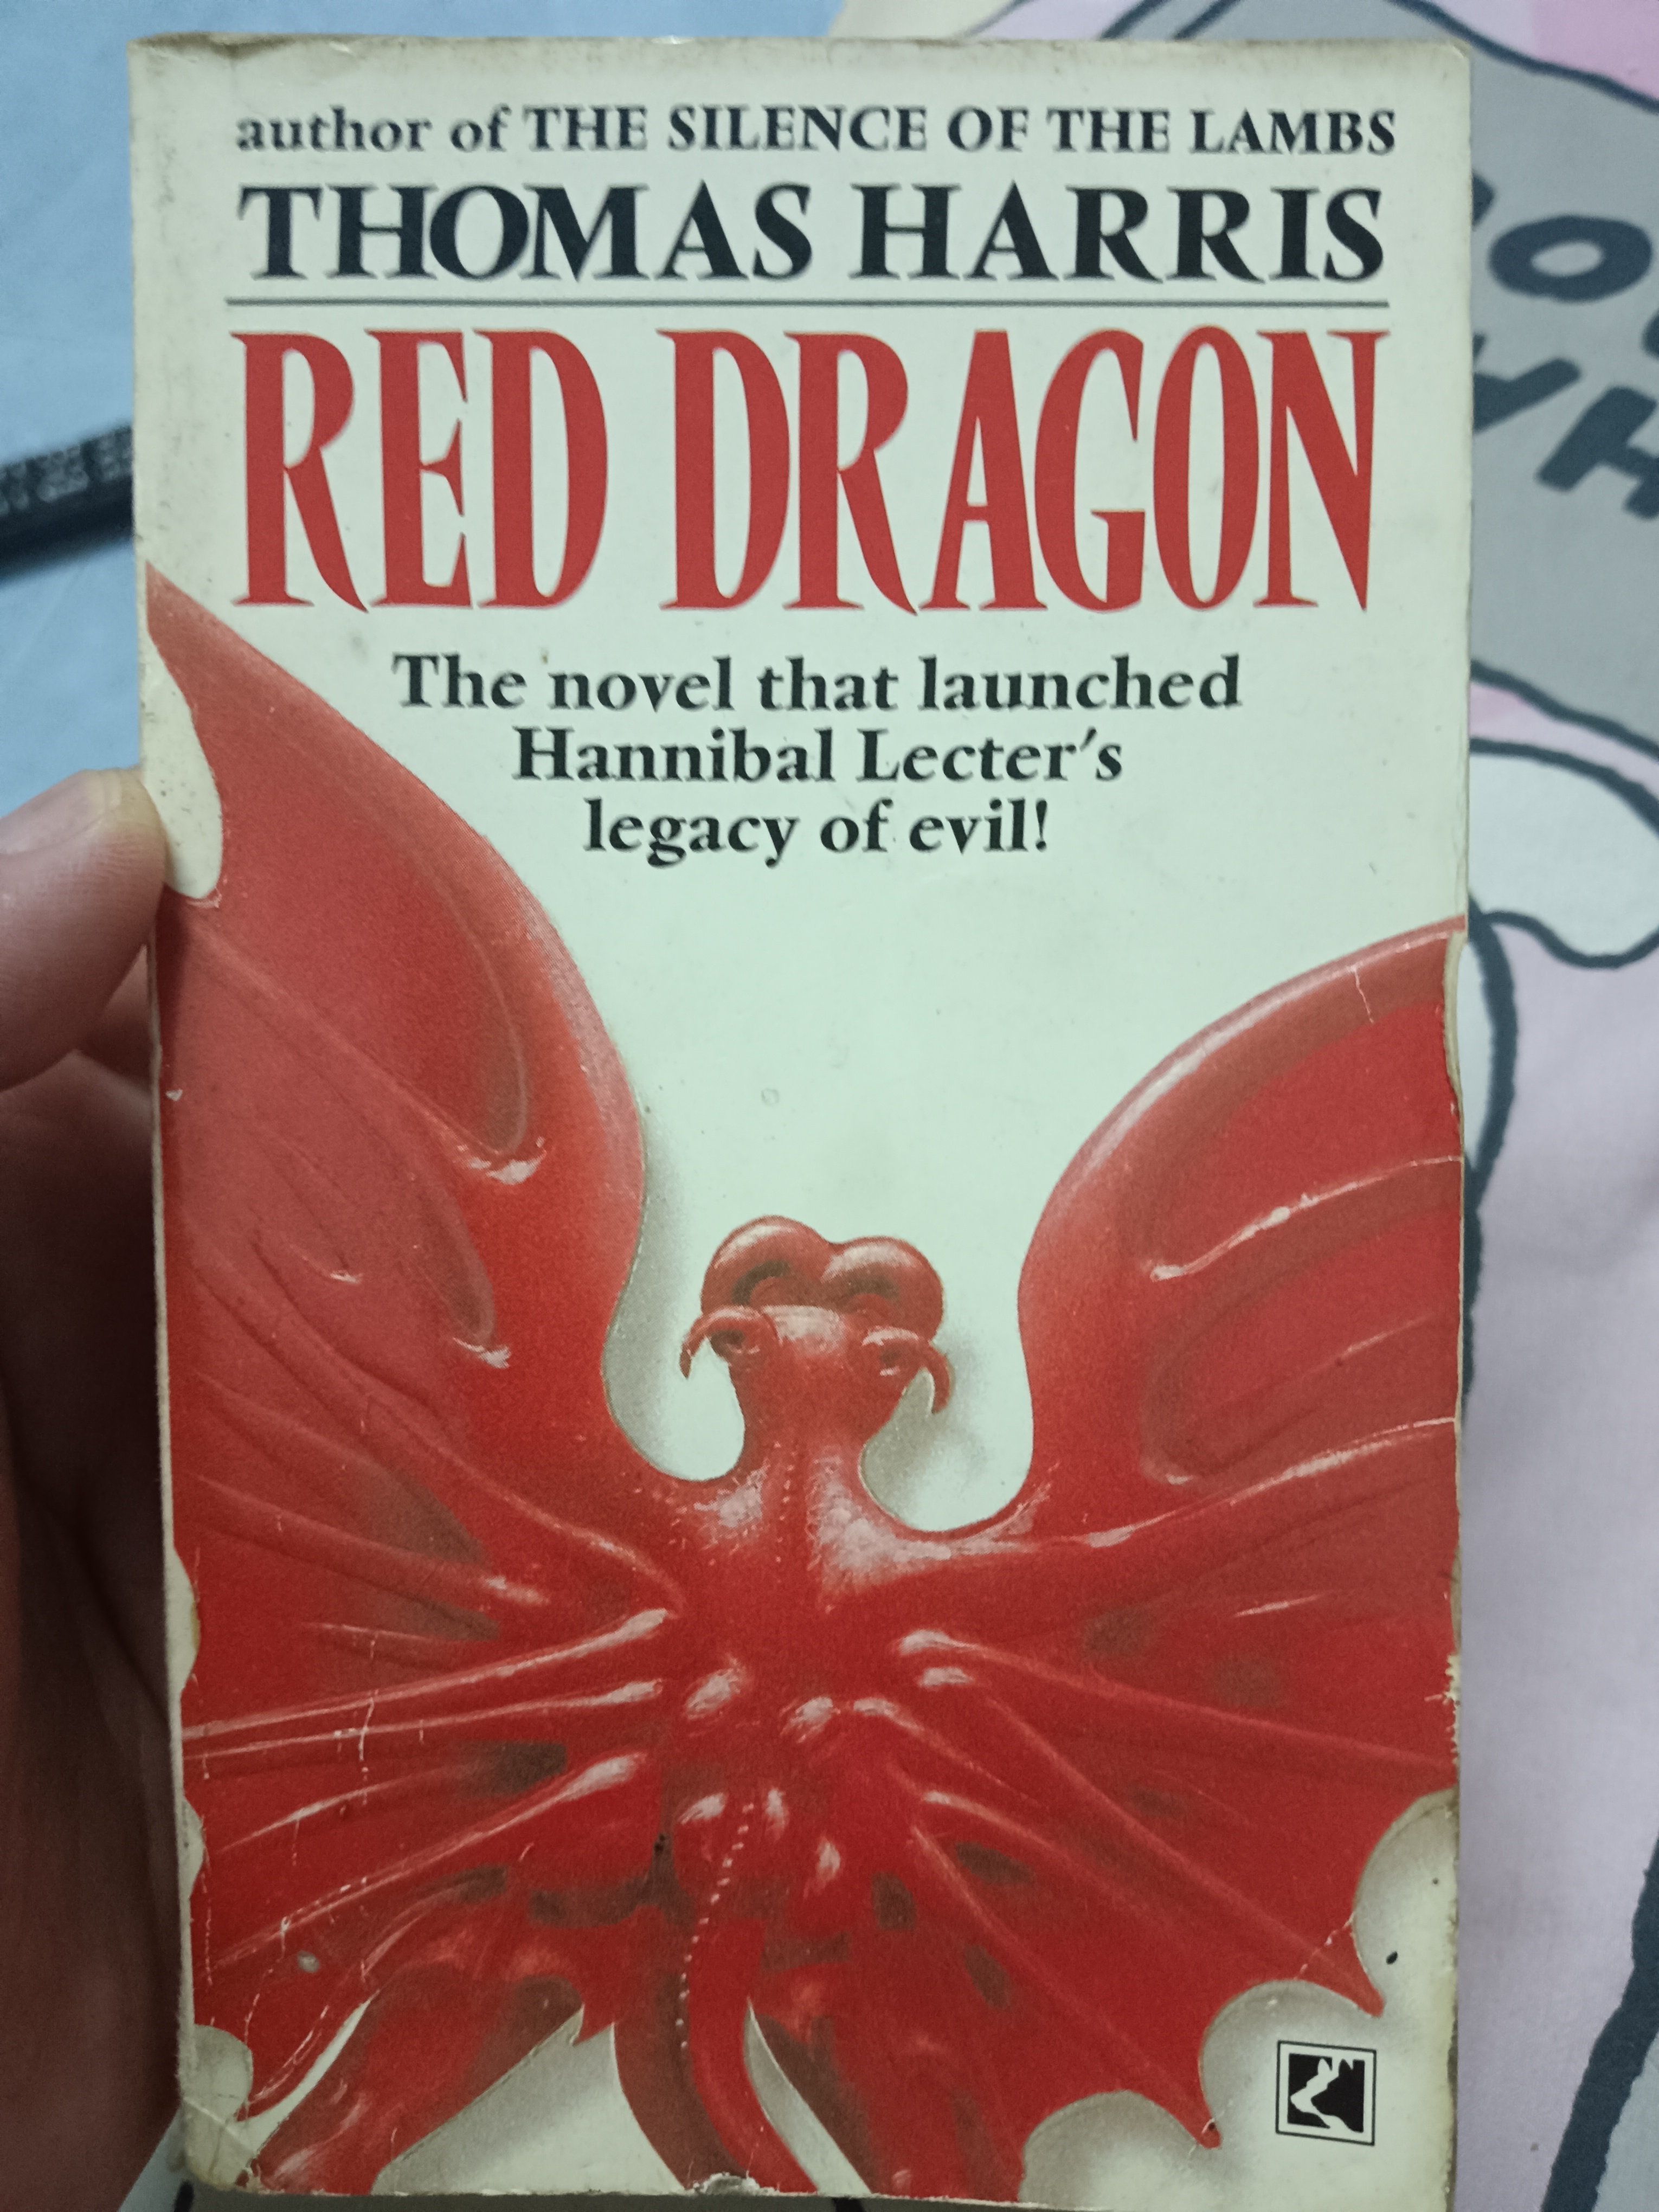 author of THE SILENCE OF THE LAMBS
THOMAS HARRIS
RED DRAGON
The novel that launched
Hannibal Lecter's
legacy of evil!